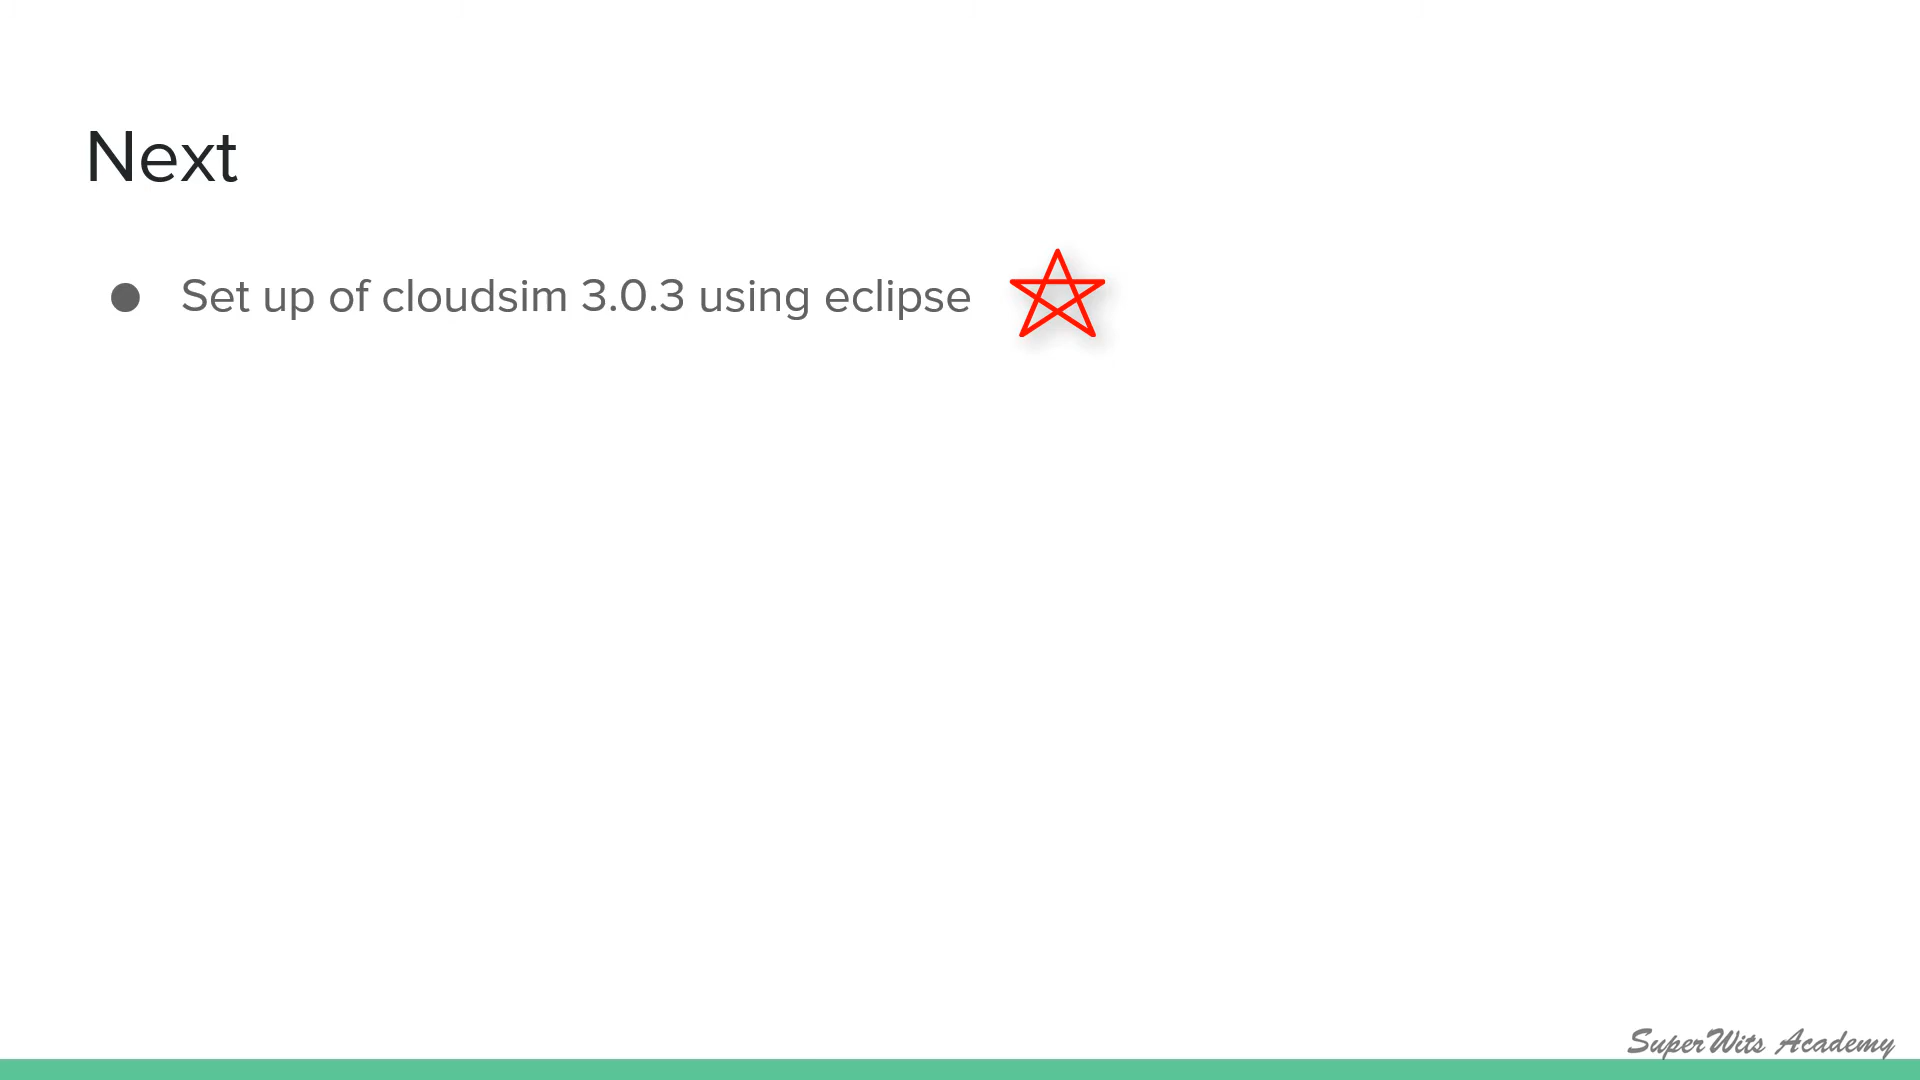 Next
● Set up of cloudsim 3.0.3 using eclipse
SuperWits Academy